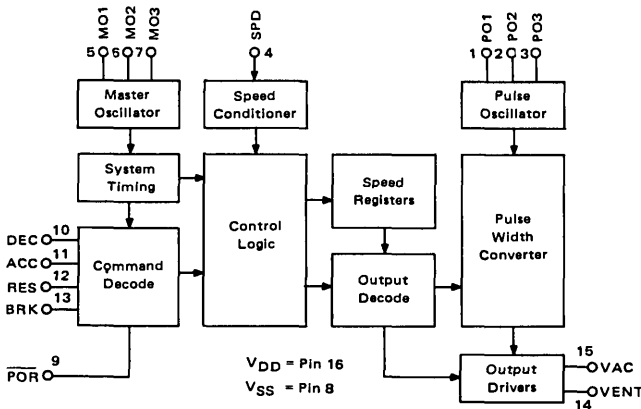 MO1
MO2
MO3
5
6
7
SPD
4
PO1
PO2
PO3
1
2
3
Master
Oscillator
Speed
Conditioner
Pulse
Oscillator
System
Timing
Control
Logic
Speed
Registers
Pulse
Width
Converter
DEC
10
ACC
11
RES
12
BRK
13
Command
Decode
Output
Decode
POR
9
VDD = Pin 16
VSS = Pin 8
Output
Drivers
15
VAC
VENT
14